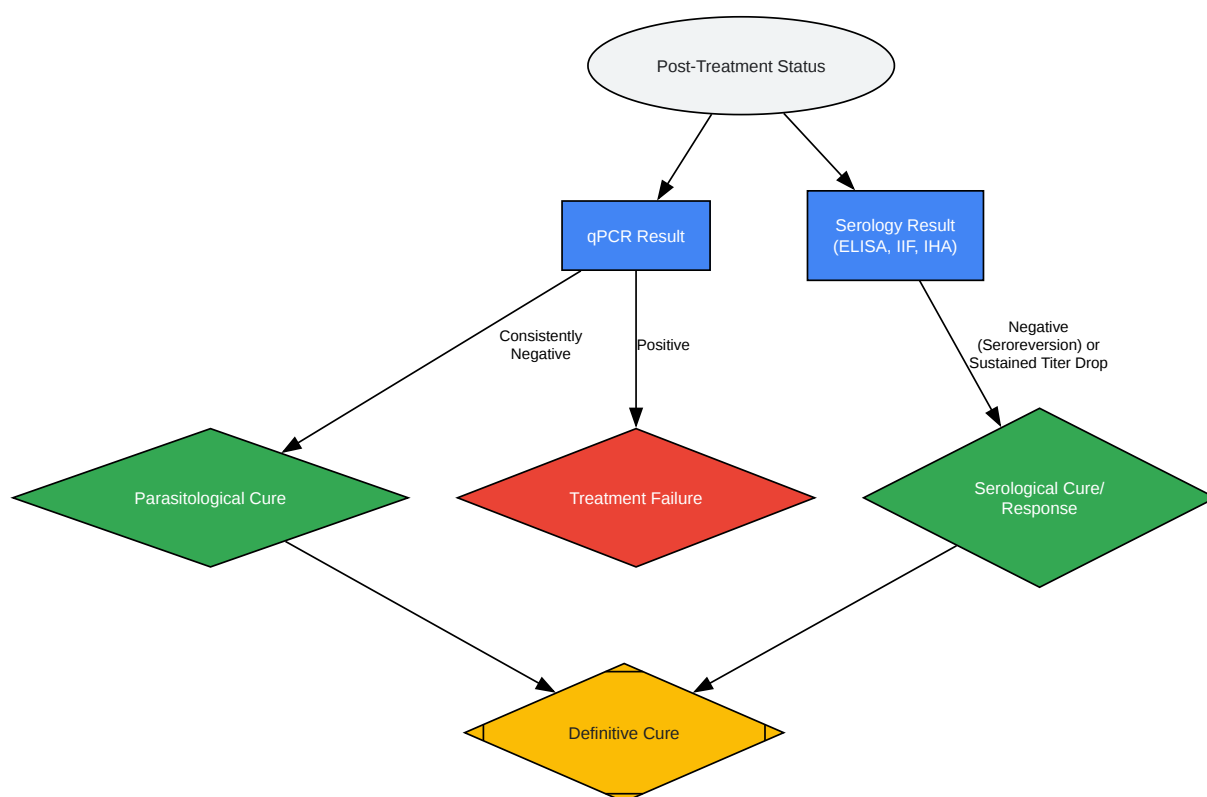 Post-Treatment Status
qPCR Result
Serology Result
(ELISA, IIF, IHA)
Consistently
Negative
Positive
Negative
(Seroreversion) or
Sustained Titer Drop
Parasitological Cure
Treatment Failure
Serological Cure/
Response
Definitive Cure